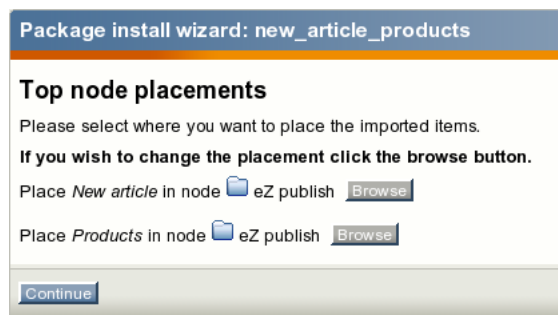 Package install wizard: new_article_products
Top node placements
Please select where you want to place the imported items.
If you wish to change the placement click the browse button.
Place New article in node eZ publish Browse
Place Products in node eZ publish Browse
Continue